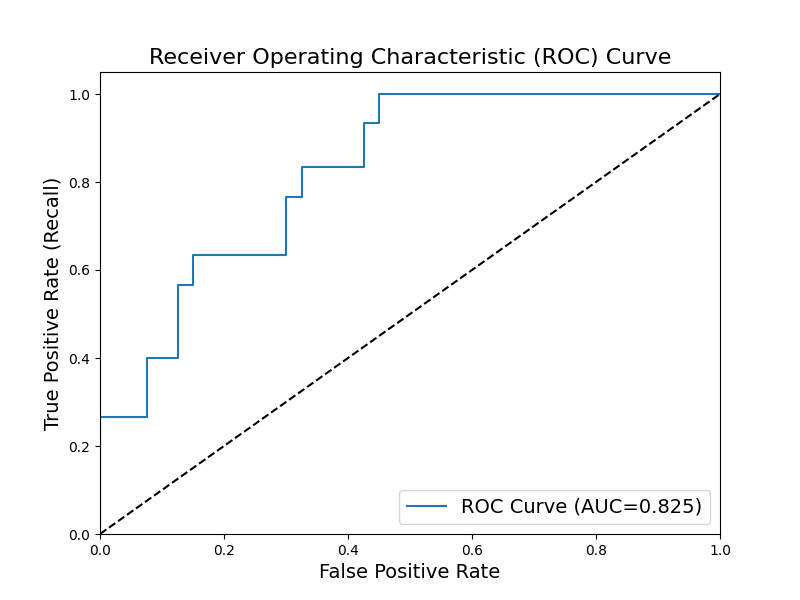 Receiver Operating Characteristic (ROC) Curve
1.0
0.8
0.6
0.4
0.2
0.0
True Positive Rate (Recall)
ROC Curve (AUC=0.825)
0.0 0.2 0.4 0.6 0.8 1.0
False Positive Rate